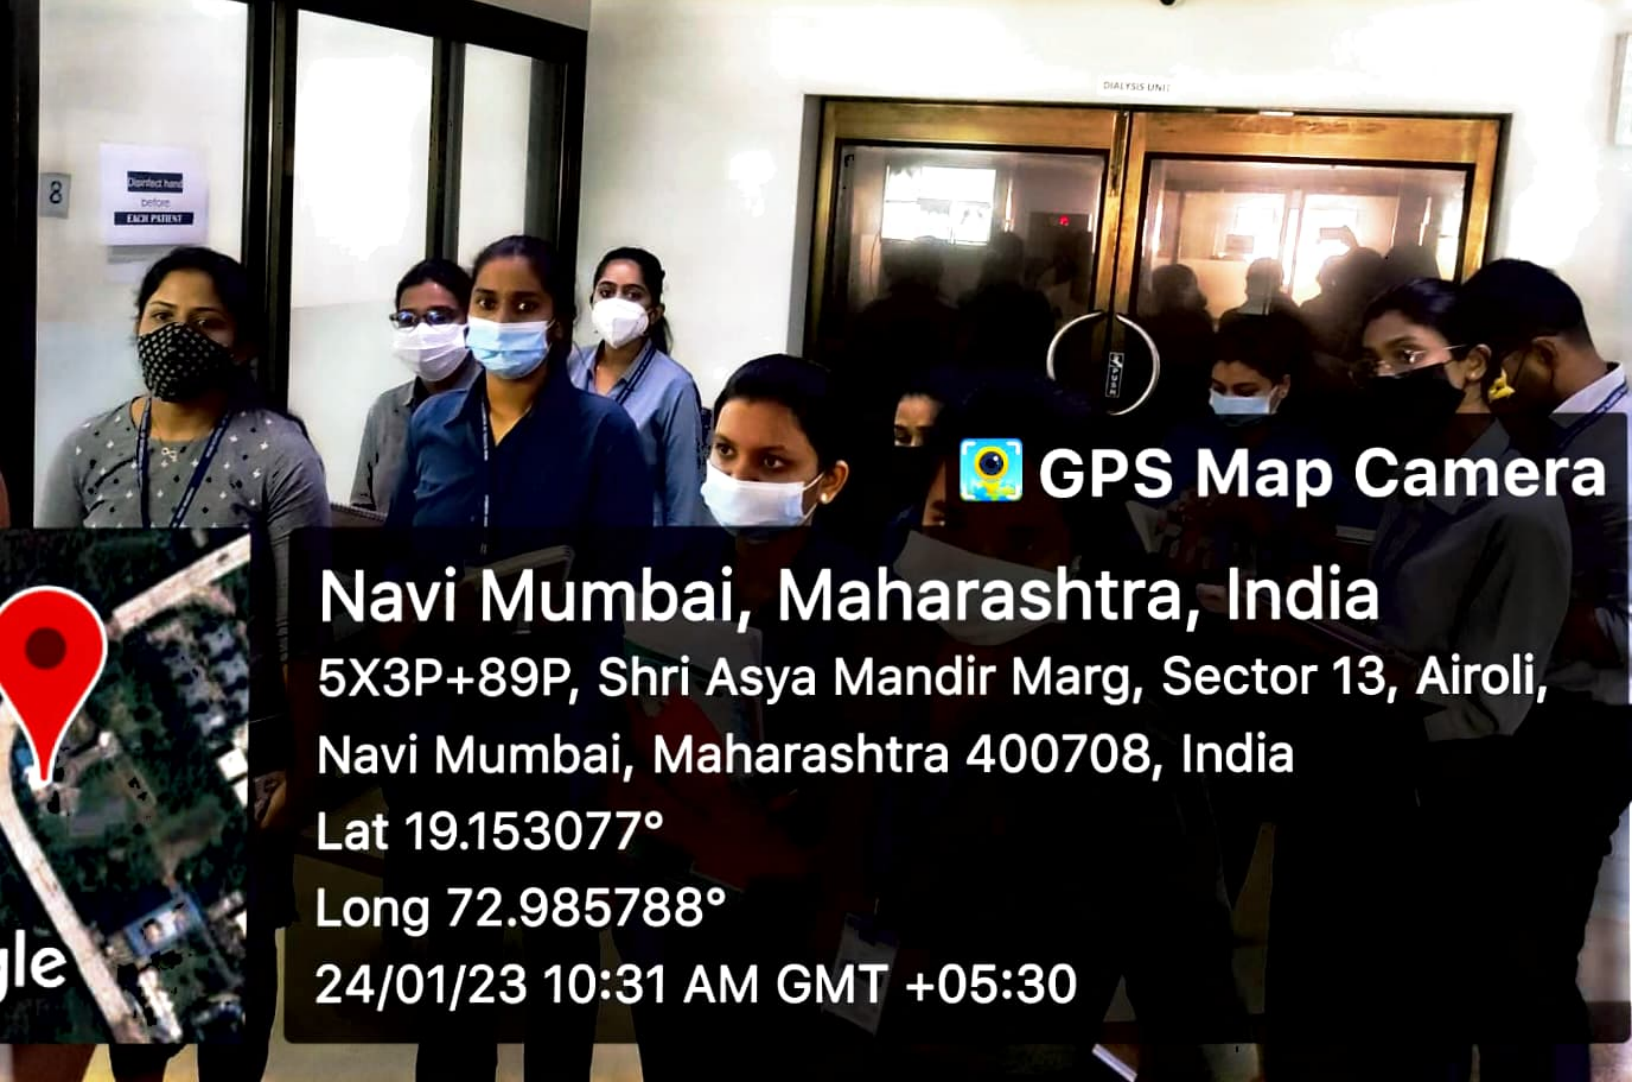 DIALYSIS UNIT
8
Disinfect hand
before
EACH PATIENT
PUSH
GPS Map Camera
Navi Mumbai, Maharashtra, India
5X3P+89P, Shri Asya Mandir Marg, Sector 13, Airoli,
Navi Mumbai, Maharashtra 400708, India
Lat 19.153077°
Long 72.985788°
24/01/23 10:31 AM GMT +05:30
gle